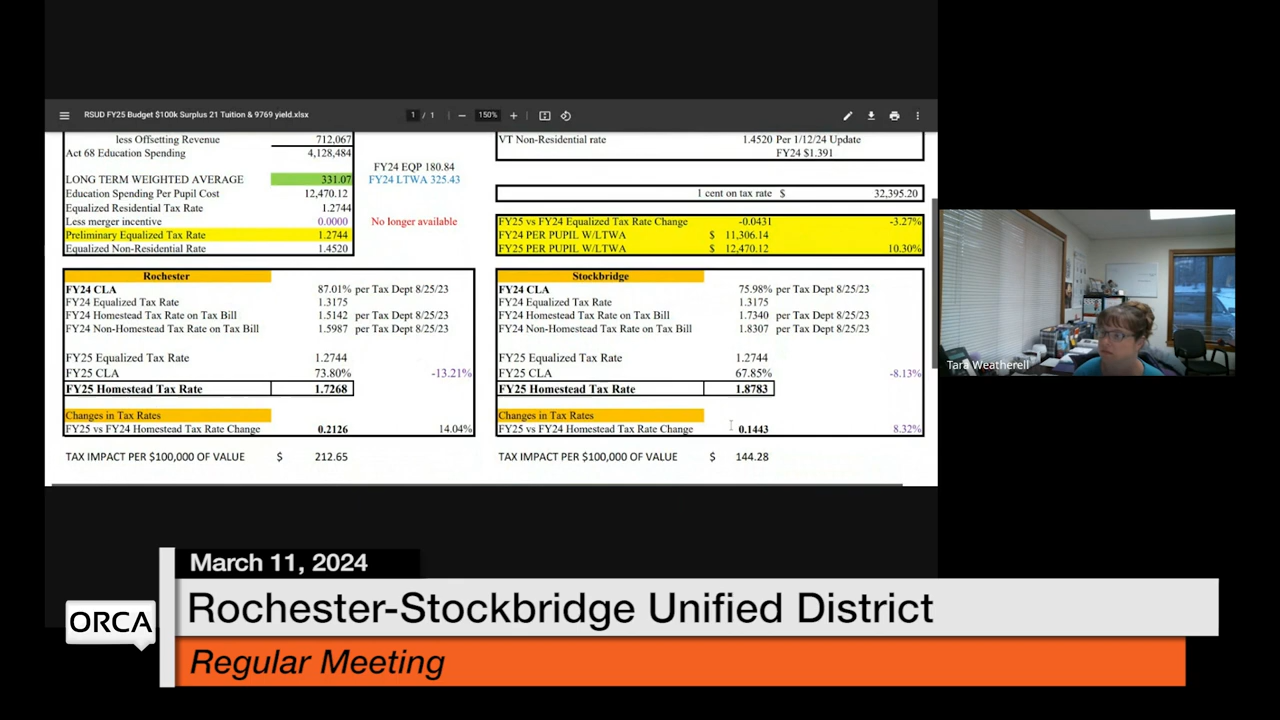 RSUD FY25 Budget $100k Surplus 21 Tuition & 9769 yield.xlsx 1 / 1 150%
less Offsetting Revenue 712,067
Act 68 Education Spending 4,128,484
FY24 EQP 180.84
LONG TERM WEIGHTED AVERAGE 331.07 FY24 LTWA 325.43
Education Spending Per Pupil Cost 12,470.12
Equalized Residential Tax Rate 1.2744
Less merger incentive 0.0000 No longer available
Preliminary Equalized Tax Rate 1.2744
Equalized Non-Residential Rate 1.4520
VT Non-Residential rate 1.4520 Per 1/12/24 Update
FY24 $1.391
1 cent on tax rate $ 32,395.20
FY25 vs FY24 Equalized Tax Rate Change -0.0431 -3.27%
FY24 PER PUPIL W/LTWA $ 11,306.14
FY25 PER PUPIL W/LTWA $ 12,470.12 10.30%
Rochester
FY24 CLA 87.01% per Tax Dept 8/25/23
FY24 Equalized Tax Rate 1.3175
FY24 Homestead Tax Rate on Tax Bill 1.5142 per Tax Dept 8/25/23
FY24 Non-Homestead Tax Rate on Tax Bill 1.5987 per Tax Dept 8/25/23
FY25 Equalized Tax Rate 1.2744
FY25 CLA 73.80% -13.21%
FY25 Homestead Tax Rate 1.7268
Changes in Tax Rates
FY25 vs FY24 Homestead Tax Rate Change 0.2126 14.04%
TAX IMPACT PER $100,000 OF VALUE $ 212.65
Stockbridge
FY24 CLA 75.98% per Tax Dept 8/25/23
FY24 Equalized Tax Rate 1.3175
FY24 Homestead Tax Rate on Tax Bill 1.7340 per Tax Dept 8/25/23
FY24 Non-Homestead Tax Rate on Tax Bill 1.8307 per Tax Dept 8/25/23
FY25 Equalized Tax Rate 1.2744
FY25 CLA 67.85% -8.13%
FY25 Homestead Tax Rate 1.8783
Changes in Tax Rates
FY25 vs FY24 Homestead Tax Rate Change 0.1443 8.32%
TAX IMPACT PER $100,000 OF VALUE $ 144.28
Tara Weatherell
March 11, 2024
ORCA
Rochester-Stockbridge Unified District
Regular Meeting